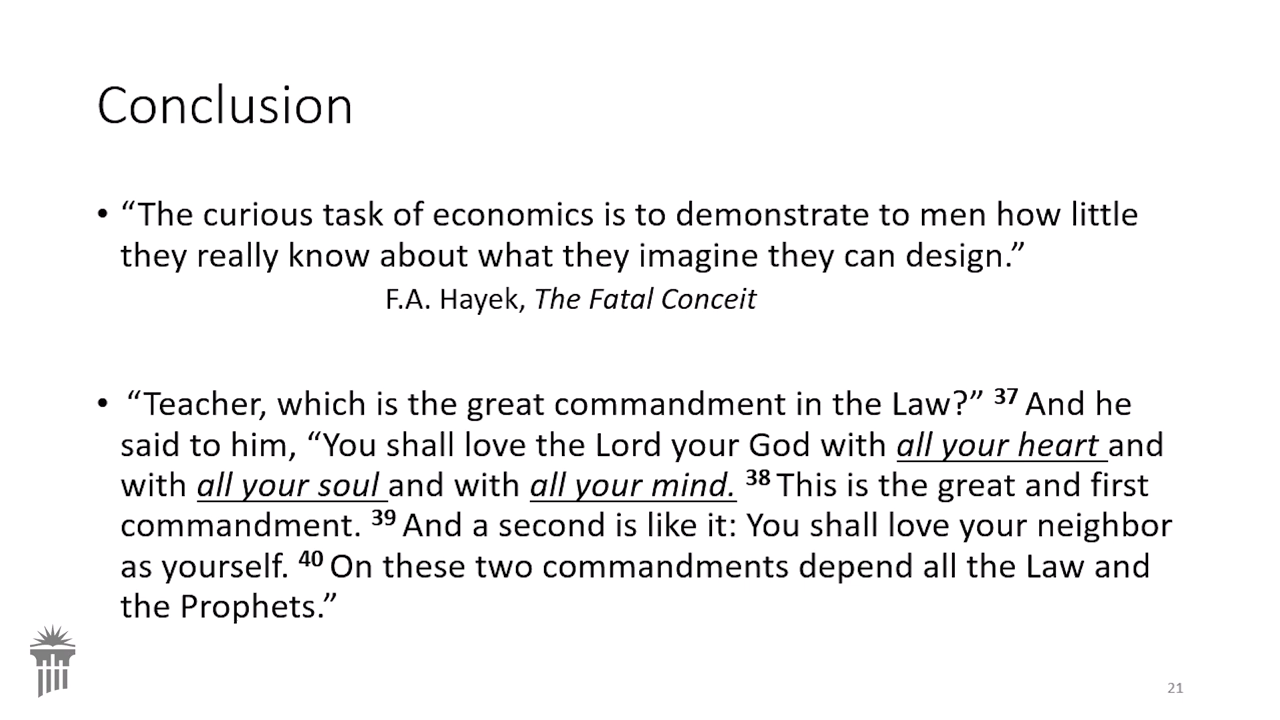 Conclusion
• “The curious task of economics is to demonstrate to men how little
they really know about what they imagine they can design.”
F.A. Hayek, The Fatal Conceit
• “Teacher, which is the great commandment in the Law?” 37 And he
said to him, “You shall love the Lord your God with all your heart and
with all your soul and with all your mind. 38 This is the great and first
commandment. 39 And a second is like it: You shall love your neighbor
as yourself. 40 On these two commandments depend all the Law and
the Prophets.”
21